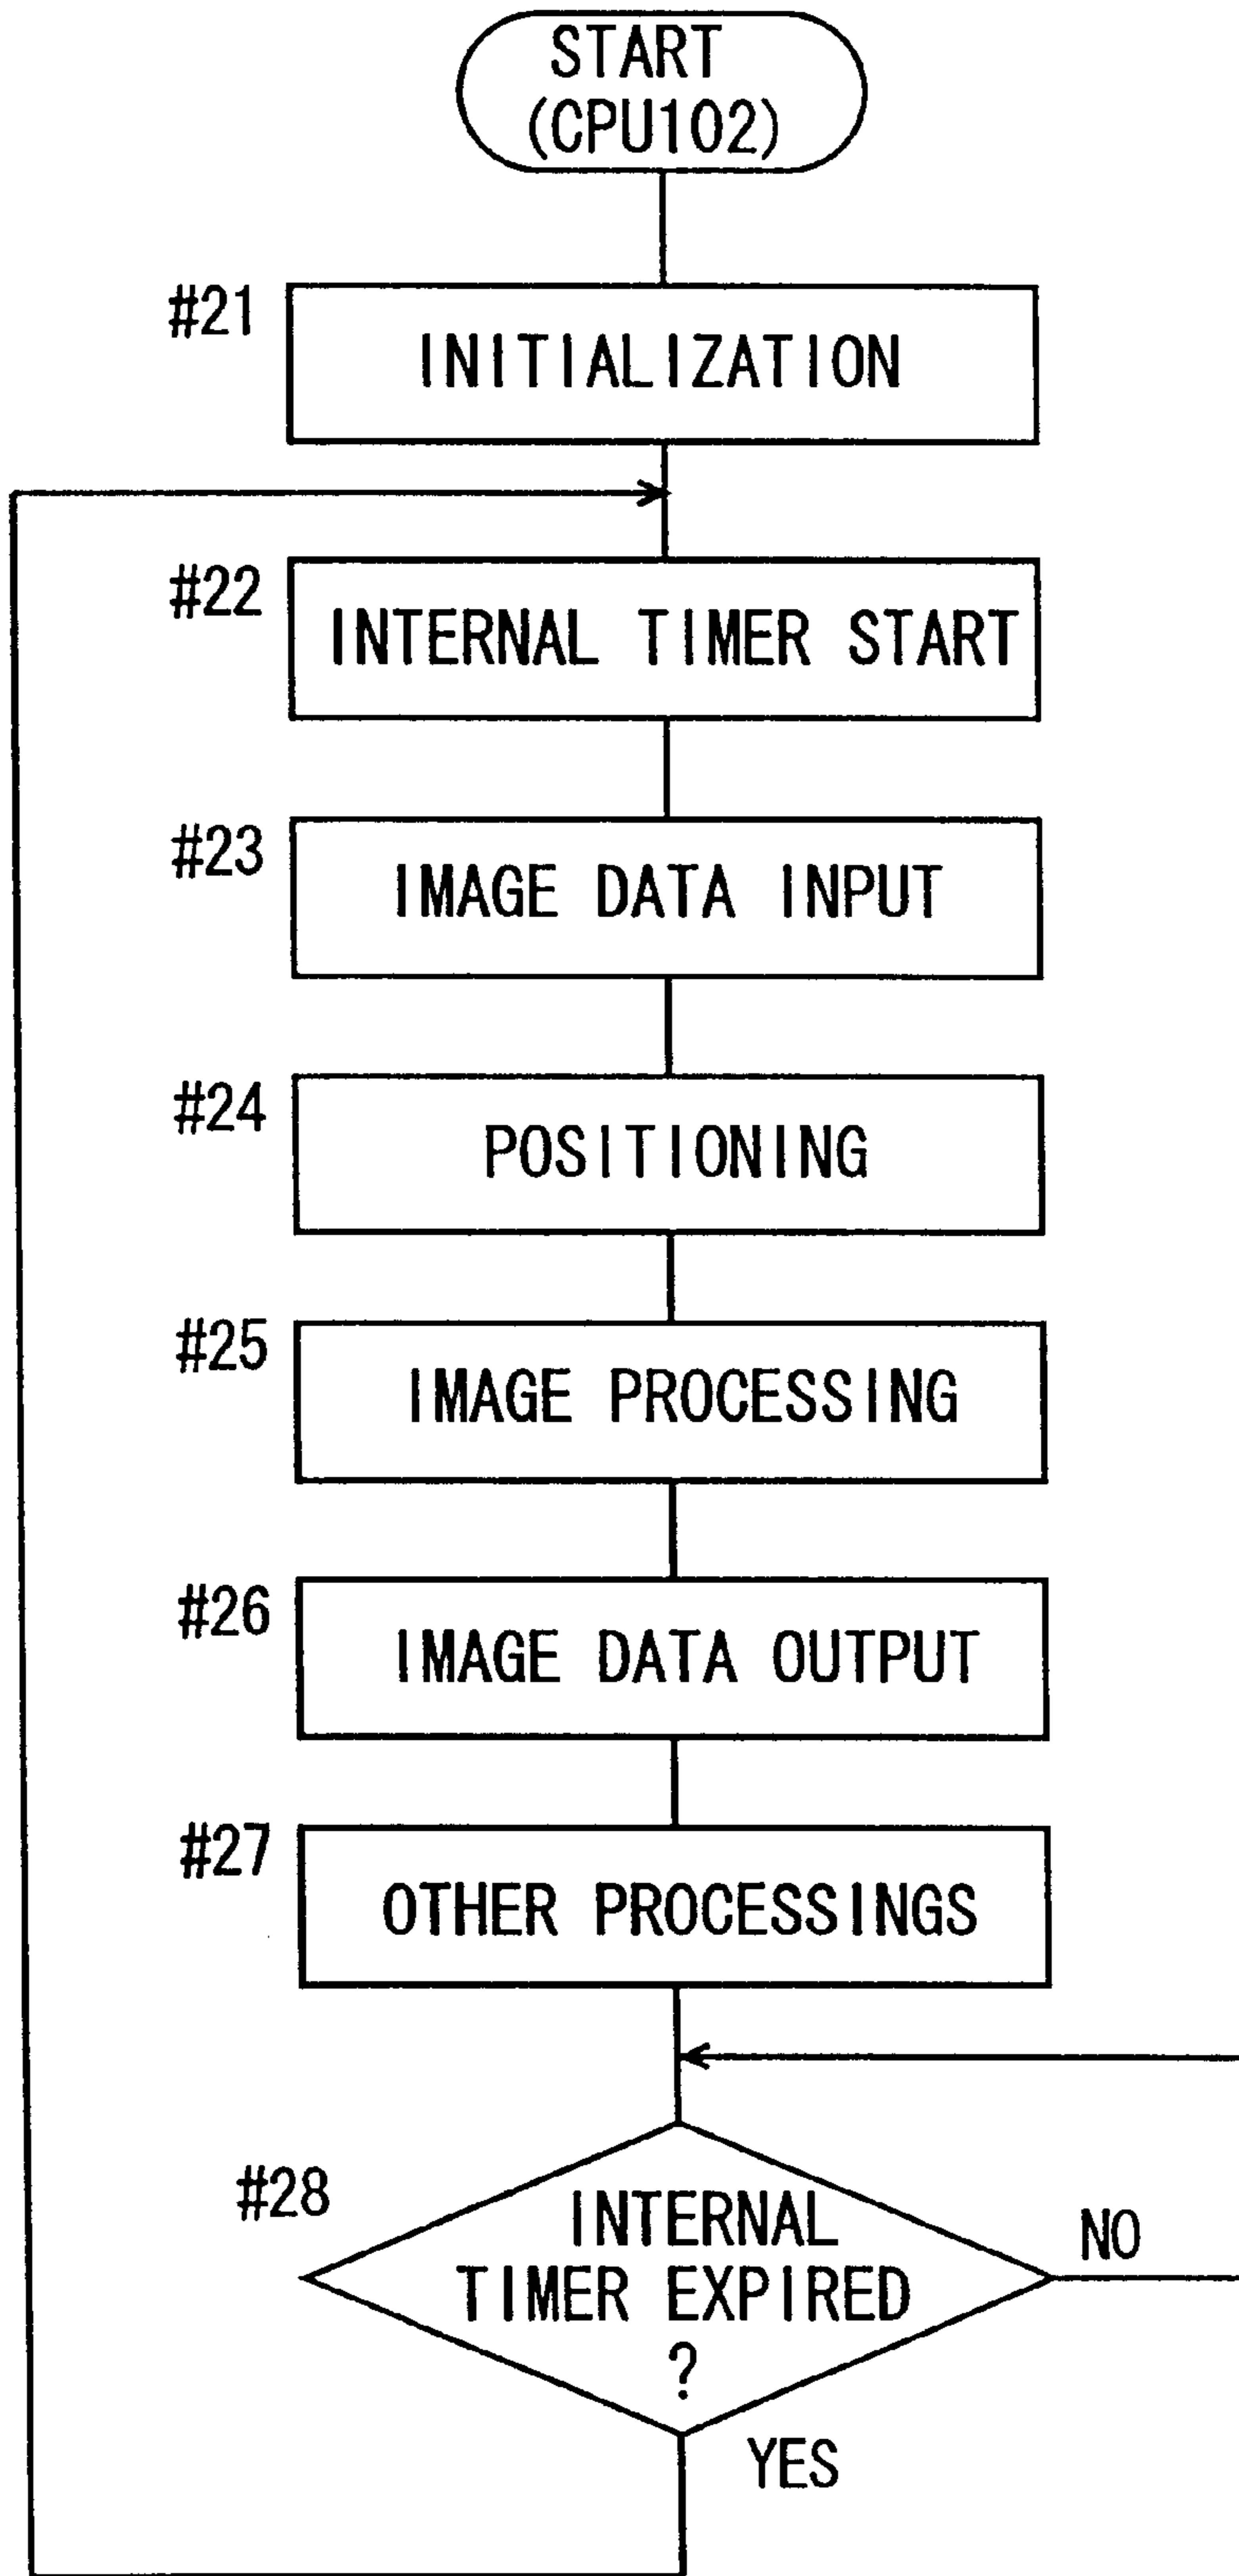 START
(CPU102)
#21
INITIALIZATION
#22
INTERNAL TIMER START
#23
IMAGE DATA INPUT
#24
POSITIONING
#25
IMAGE PROCESSING
#26
IMAGE DATA OUTPUT
#27
OTHER PROCESSINGS
#28
INTERNAL
TIMER EXPIRED
?
NO
YES